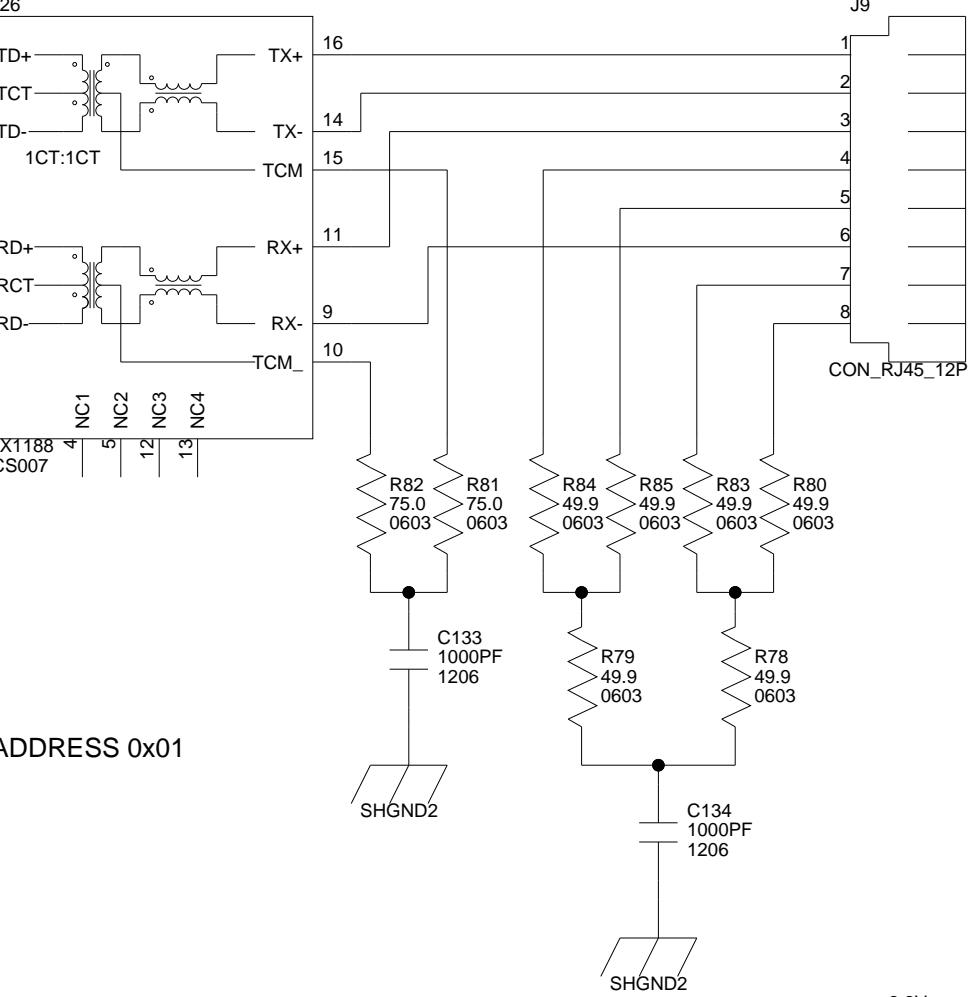 26
J9
TD+
TX+
16
1
TCT
2
TD-
TX-
14
3
1CT:1CT
TCM
15
4
5
RD+
RX+
11
6
RCT
7
RD-
RX-
9
8
TCM_
10
CON_RJ45_12P
NC1
NC2
NC3
NC4
4
5
12
13
X1188
CS007
R82
75.0
0603
R81
75.0
0603
R84
49.9
0603
R85
49.9
0603
R83
49.9
0603
R80
49.9
0603
C133
1000PF
1206
R79
49.9
0603
R78
49.9
0603
ADDRESS 0x01
SHGND2
C134
1000PF
1206
SHGND2